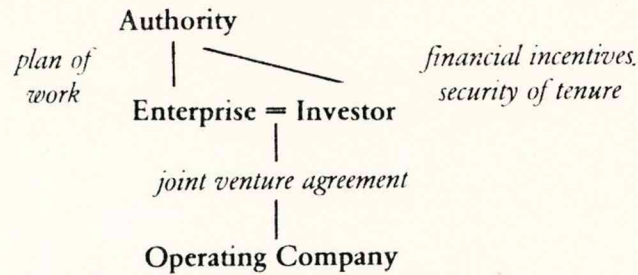 Authority
plan of
work
financial incentives.
security of tenure
Enterprise = Investor
joint venture agreement
Operating Company